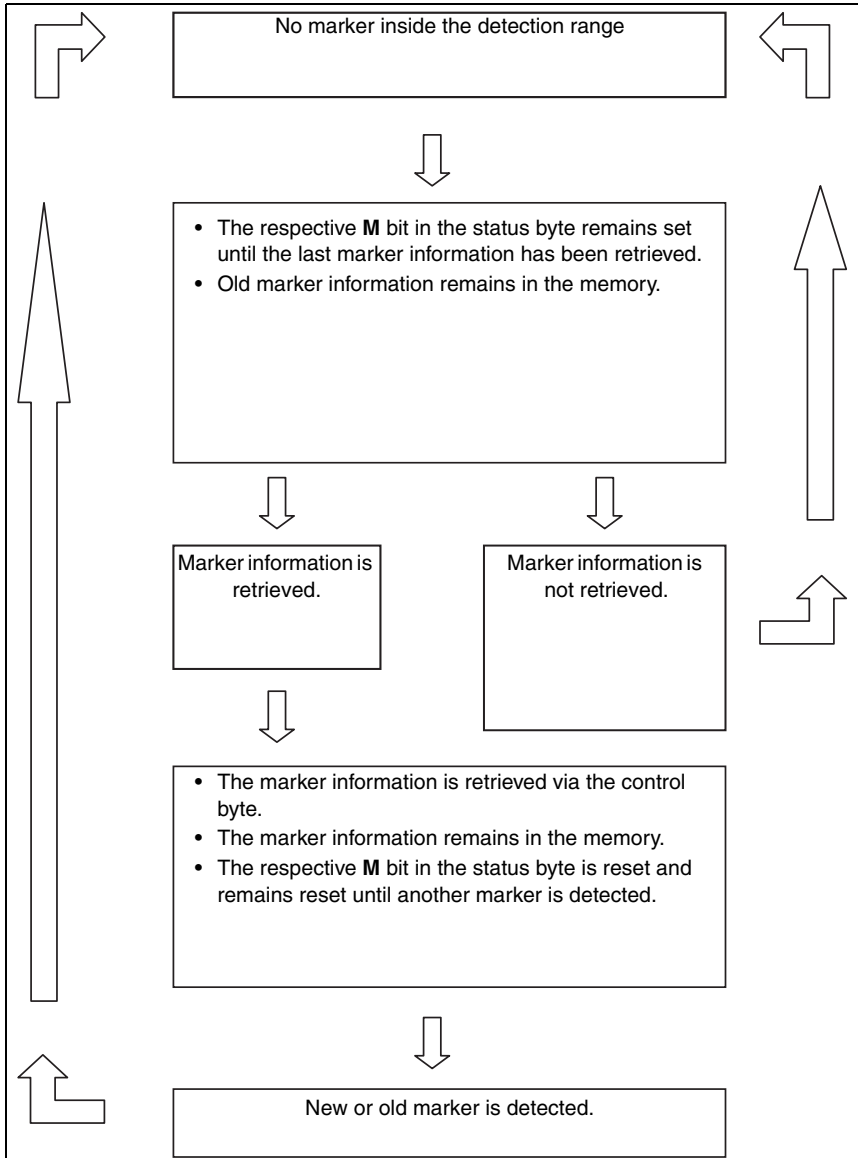 No marker inside the detection range
• The respective M bit in the status byte remains set
until the last marker information has been retrieved.
• Old marker information remains in the memory.
Marker information is
retrieved.
Marker information is
not retrieved.
• The marker information is retrieved via the control
byte.
• The marker information remains in the memory.
• The respective M bit in the status byte is reset and
remains reset until another marker is detected.
New or old marker is detected.